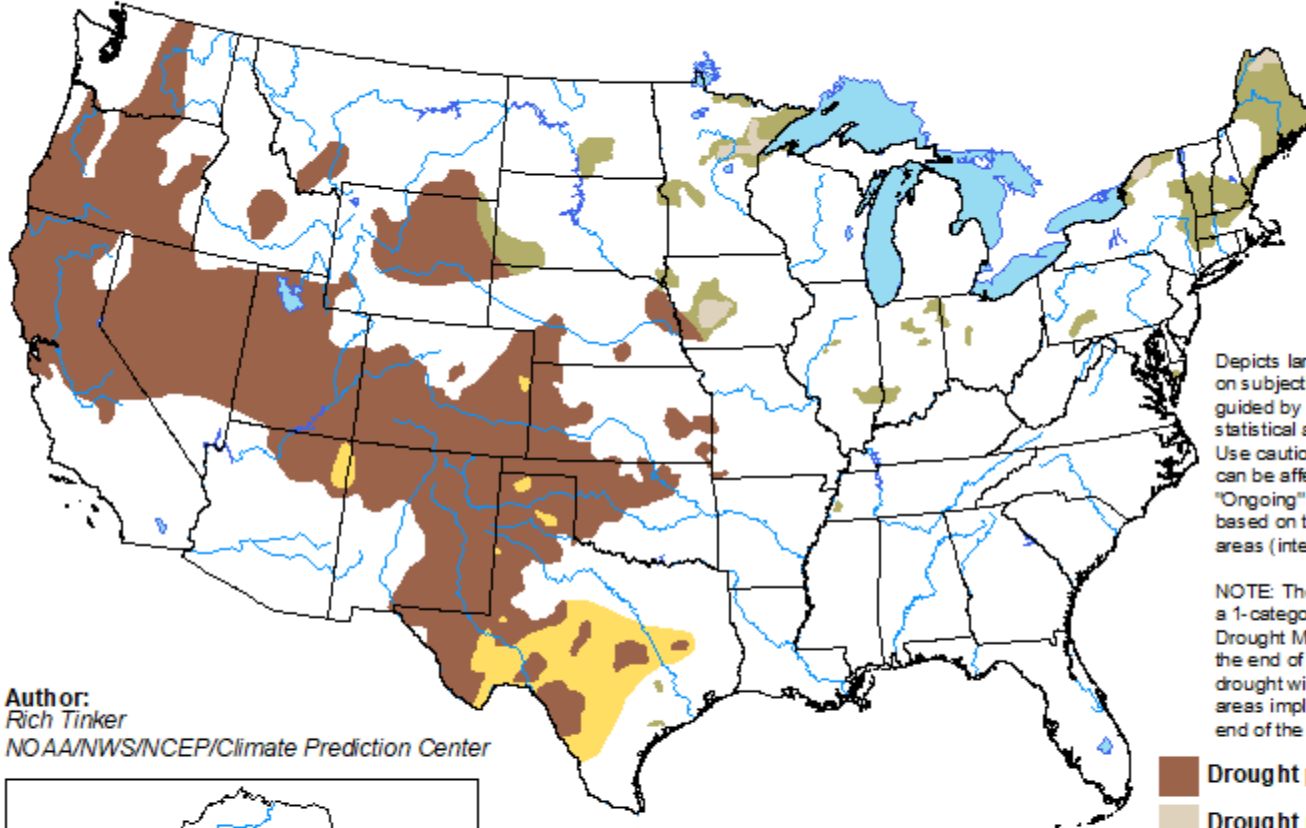 Depicts lar
on subject
guided by
statistical a
Use cautio
can be affe
"Ongoing"
based on t
areas (inte
NOTE: The
a 1-catego
Drought M
the end of
drought wi
areas impl
end of the
Author:
Rich Tinker
NOAA/NWS/NCEP/Climate Prediction Center
Drought p
Drought